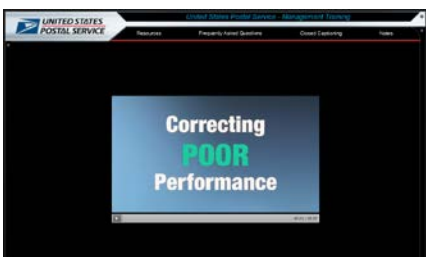 UNITED STATES
POSTAL SERVICE
United States Postal Service - Management Training
Resources Frequently Asked Questions Closed Captioning Notes
Correcting
POOR
Performance